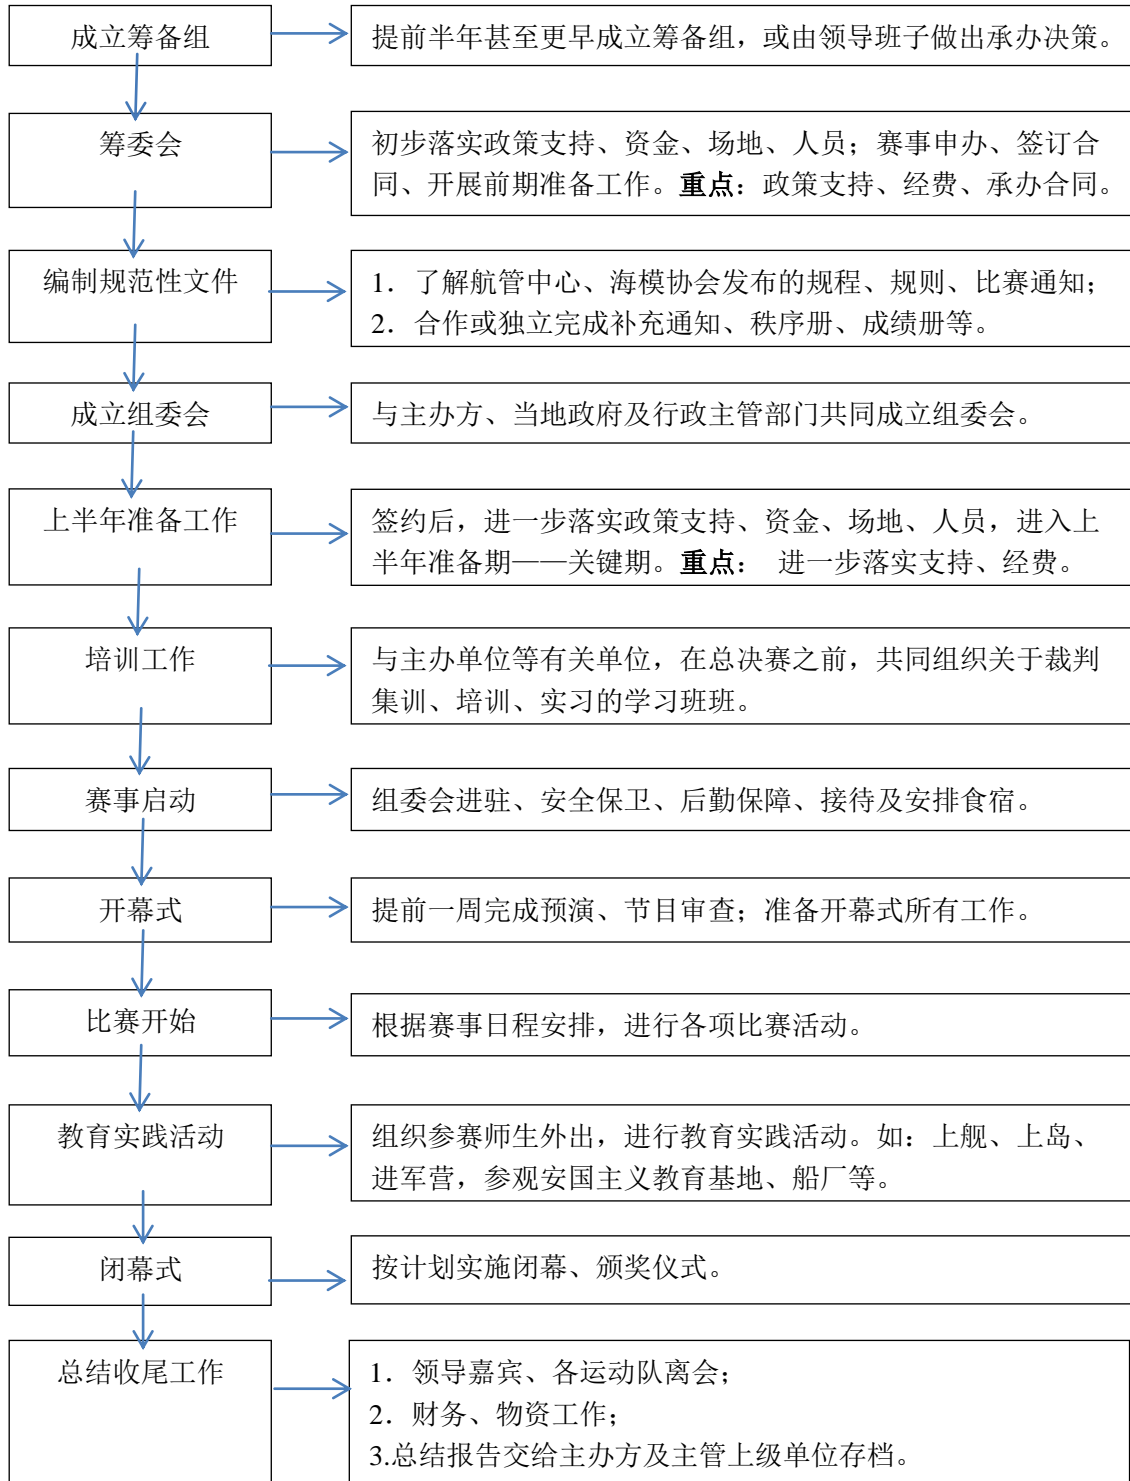 成立筹备组
提前半年甚至更早成立筹备组，或由领导班子做出承办决策。
筹委会
初步落实政策支持、资金、场地、人员；赛事申办、签订合
同、开展前期准备工作。重点：政策支持、经费、承办合同。
编制规范性文件
1．了解航管中心、海模协会发布的规程、规则、比赛通知；
2．合作或独立完成补充通知、秩序册、成绩册等。
成立组委会
与主办方、当地政府及行政主管部门共同成立组委会。
上半年准备工作
签约后，进一步落实政策支持、资金、场地、人员，进入上
半年准备期——关键期。重点： 进一步落实支持、经费。
培训工作
与主办单位等有关单位，在总决赛之前，共同组织关于裁判
集训、培训、实习的学习班班。
赛事启动
组委会进驻、安全保卫、后勤保障、接待及安排食宿。
开幕式
提前一周完成预演、节目审查；准备开幕式所有工作。
比赛开始
根据赛事日程安排，进行各项比赛活动。
教育实践活动
组织参赛师生外出，进行教育实践活动。如：上舰、上岛、
进军营，参观安国主义教育基地、船厂等。
闭幕式
按计划实施闭幕、颁奖仪式。
总结收尾工作
1．领导嘉宾、各运动队离会；
2．财务、物资工作；
3.总结报告交给主办方及主管上级单位存档。